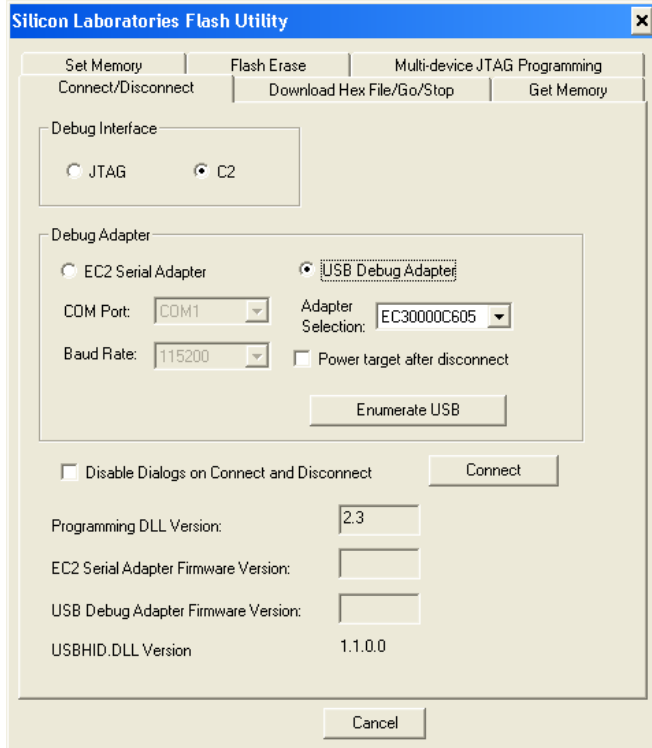 Silicon Laboratories Flash Utility
Set Memory Flash Erase Multi-device JTAG Programming
Connect/Disconnect Download Hex File/Go/Stop Get Memory
Debug Interface
JTAG C2
Debug Adapter
EC2 Serial Adapter USB Debug Adapter
COM Port: COM1 Adapter Selection: EC30000C605
Baud Rate: 115200 Power target after disconnect
Enumerate USB
Disable Dialogs on Connect and Disconnect Connect
Programming DLL Version: 2.3
EC2 Serial Adapter Firmware Version:
USB Debug Adapter Firmware Version:
USBHID.DLL Version 1.1.0.0
Cancel